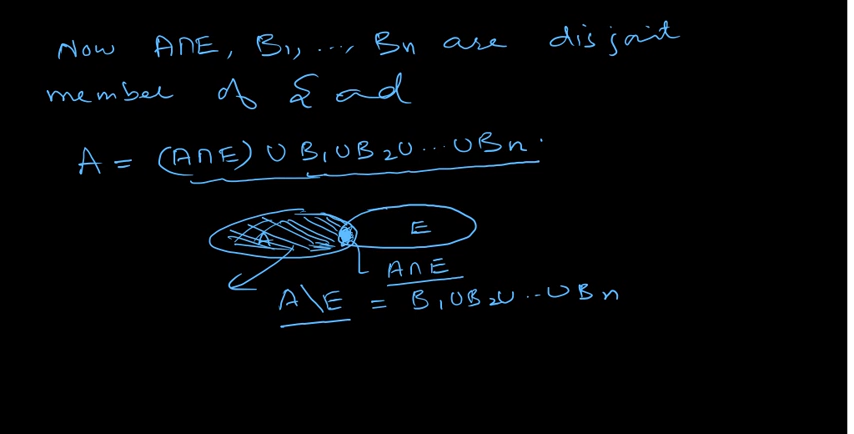 Now A∩E, B₁, ..., Bn are disjoint
member of Σ and
A = (A∩E) ∪ B₁∪B₂∪...∪Bn.
A E
A∩E
A\E = B₁∪B₂∪...∪Bn